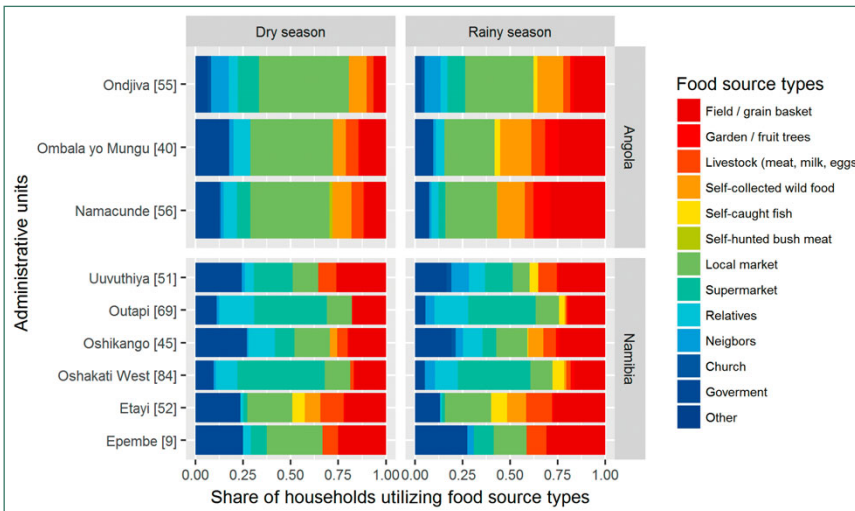 Dry season
Rainy season
Administrative units
Ondjiva [55]
Ombala yo Mungu [40]
Namacunde [56]
Angola
Uuvuthiya [51]
Outapi [69]
Oshikango [45]
Oshakati West [84]
Etayi [52]
Epembe [9]
Namibia
0.00 0.25 0.50 0.75 1.00
0.00 0.25 0.50 0.75 1.00
Share of households utilizing food source types
Food source types
Field / grain basket
Garden / fruit trees
Livestock (meat, milk, eggs
Self-collected wild food
Self-caught fish
Self-hunted bush meat
Local market
Supermarket
Relatives
Neigbors
Church
Goverment
Other